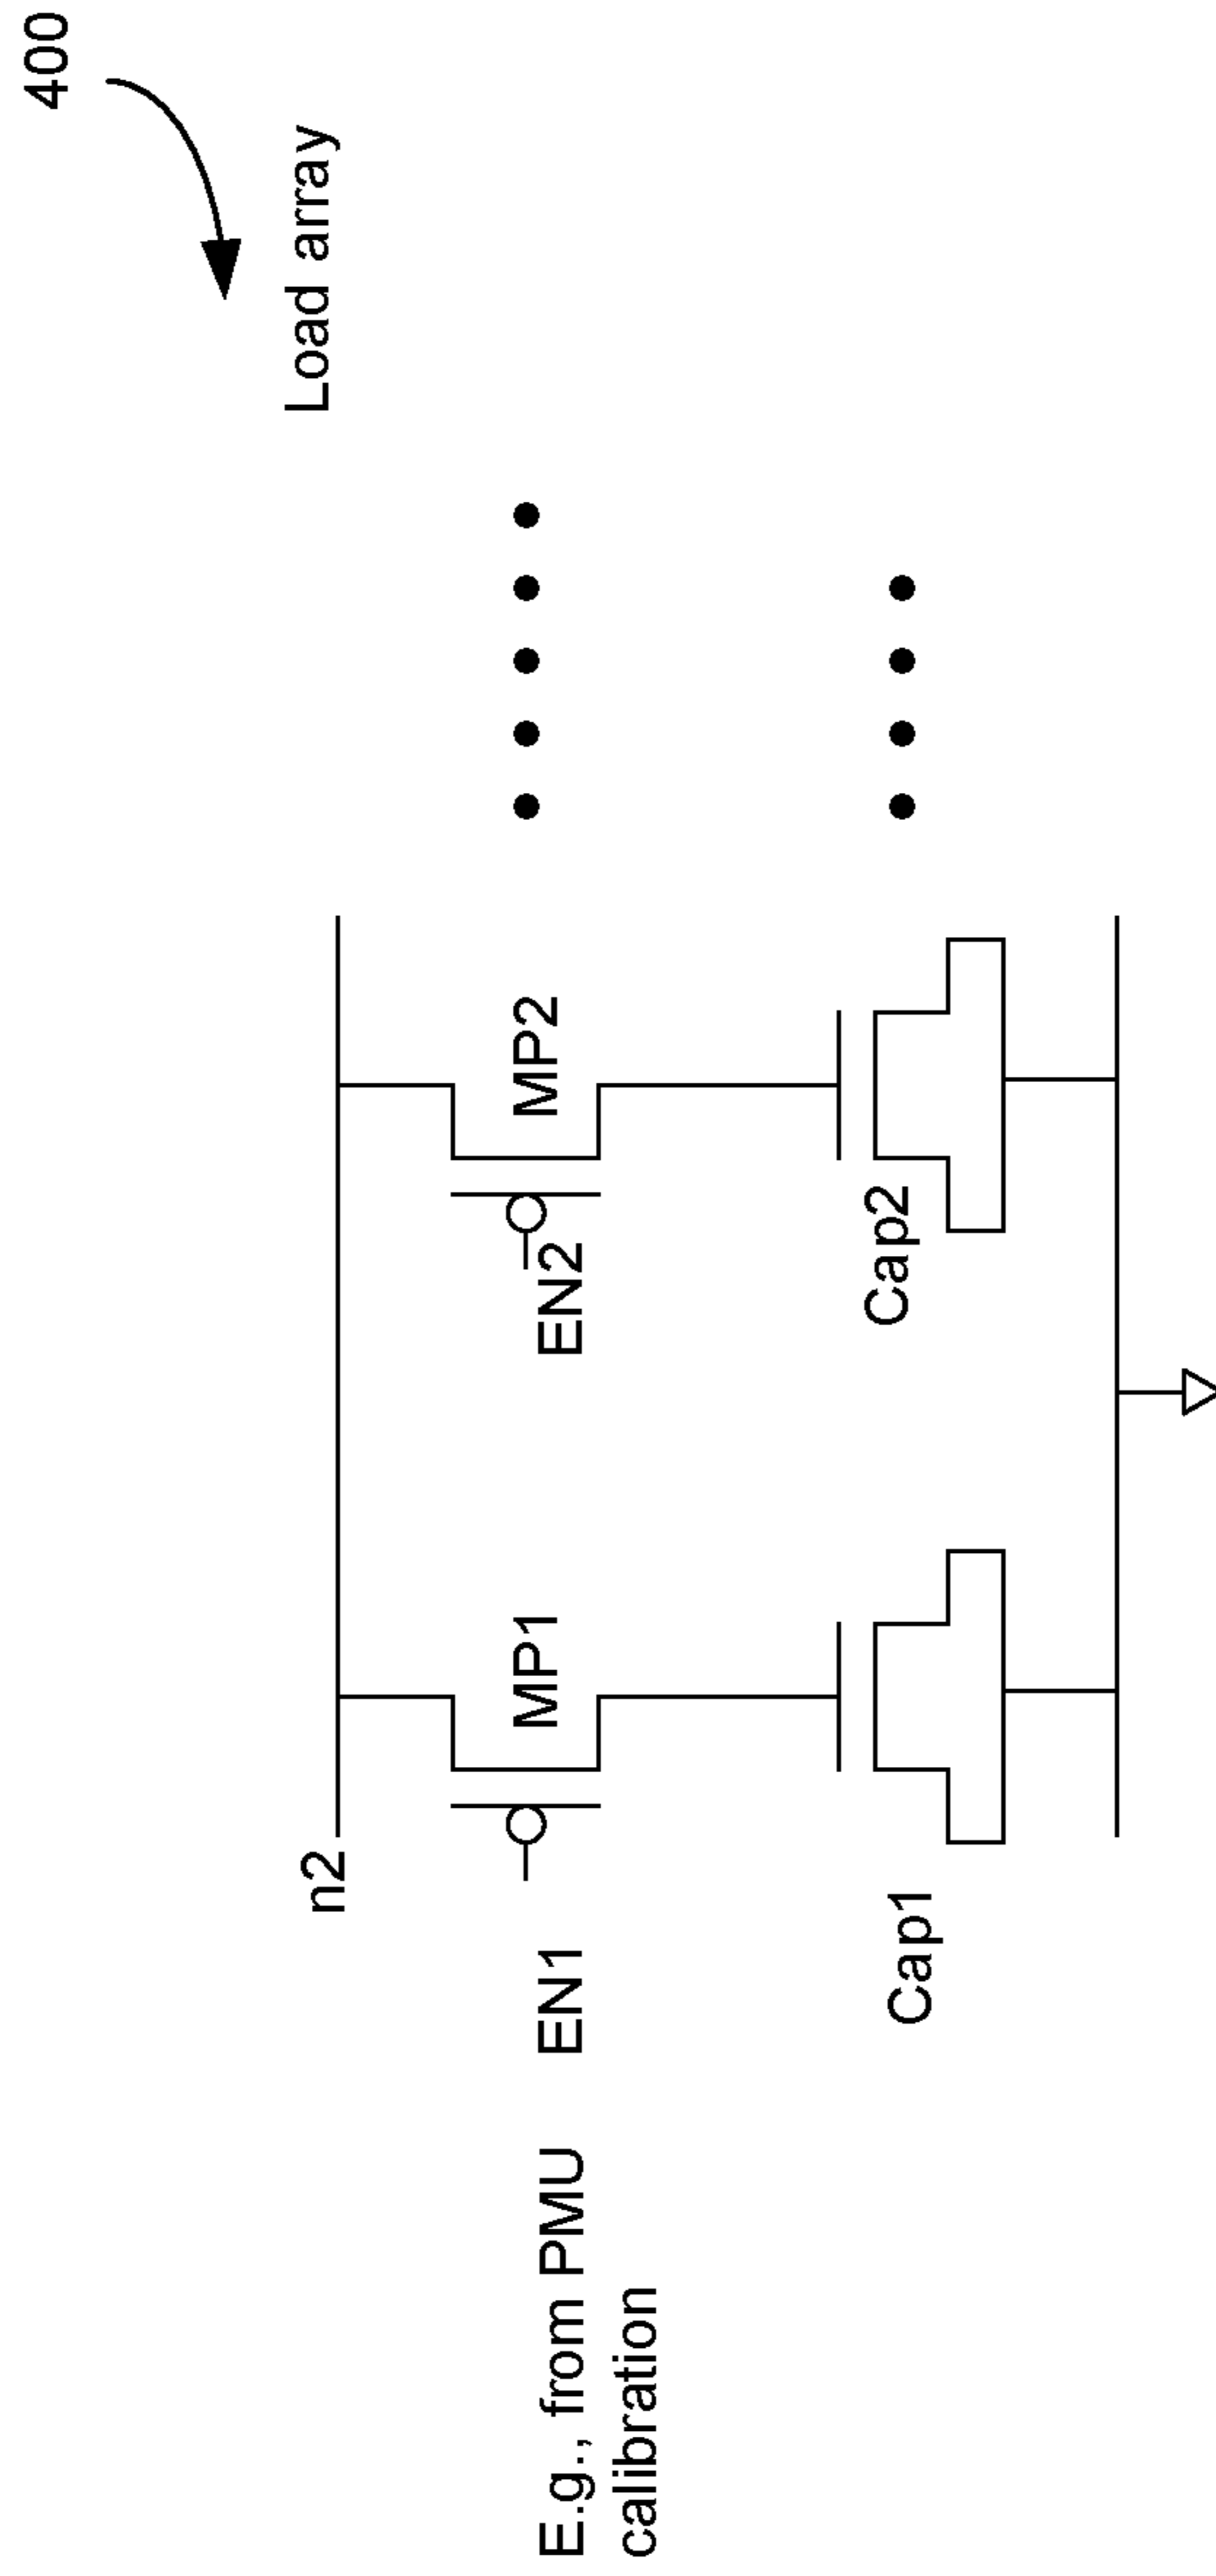 400
Load array
n2
MP1
MP2
E.g., from PMU
calibration
EN1
EN2
Cap1
Cap2